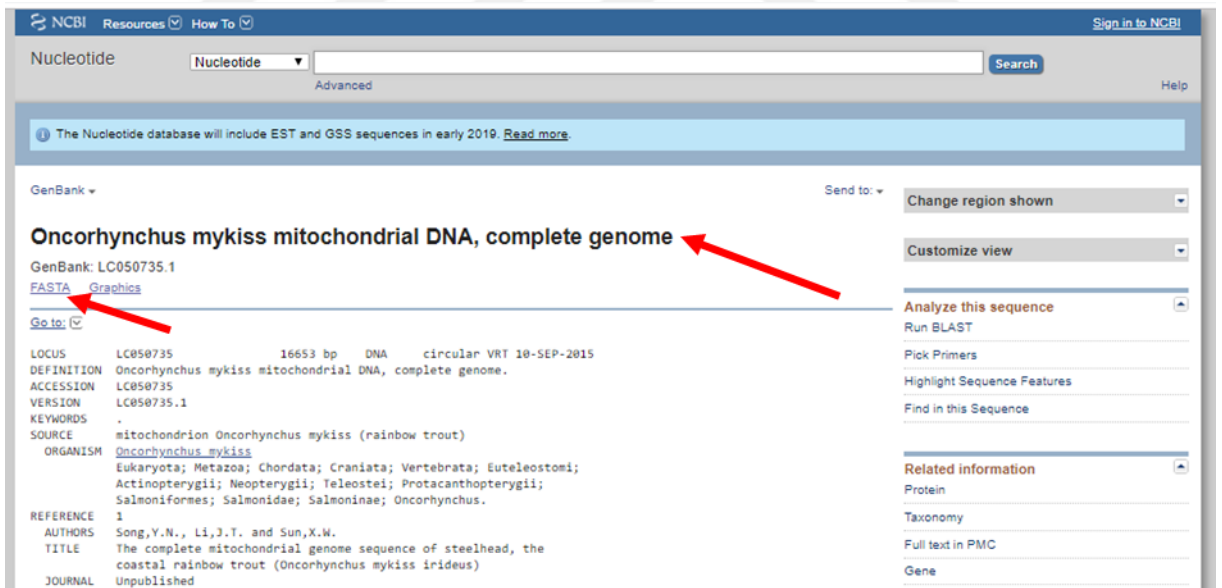 NCBI Resources How To Sign in to NCBI
Nucleotide Nucleotide Search
Advanced Help
The Nucleotide database will include EST and GSS sequences in early 2019. Read more.
GenBank Send to:
Change region shown
Oncorhynchus mykiss mitochondrial DNA, complete genome
Customize view
GenBank: LC050735.1
FASTA Graphics
Analyze this sequence
Go to:
Run BLAST
LOCUS LC050735 16653 bp DNA circular VRT 10-SEP-2015
Pick Primers
DEFINITION Oncorhynchus mykiss mitochondrial DNA, complete genome.
ACCESSION LC050735
Highlight Sequence Features
VERSION LC050735.1
Find in this Sequence
KEYWORDS .
SOURCE mitochondrion Oncorhynchus mykiss (rainbow trout)
ORGANISM Oncorhynchus mykiss
Eukaryota; Metazoa; Chordata; Craniata; Vertebrata; Euteleostomi;
Related information
Actinopterygii; Neopterygii; Teleostei; Protacanthopterygii;
Protein
Salmoniformes; Salmonidae; Salmoninae; Oncorhynchus.
REFERENCE 1
Taxonomy
AUTHORS Song,Y.N., Li,J.T. and Sun,X.W.
TITLE The complete mitochondrial genome sequence of steelhead, the
Full text in PMC
coastal rainbow trout (Oncorhynchus mykiss irideus)
Gene
JOURNAL Unpublished